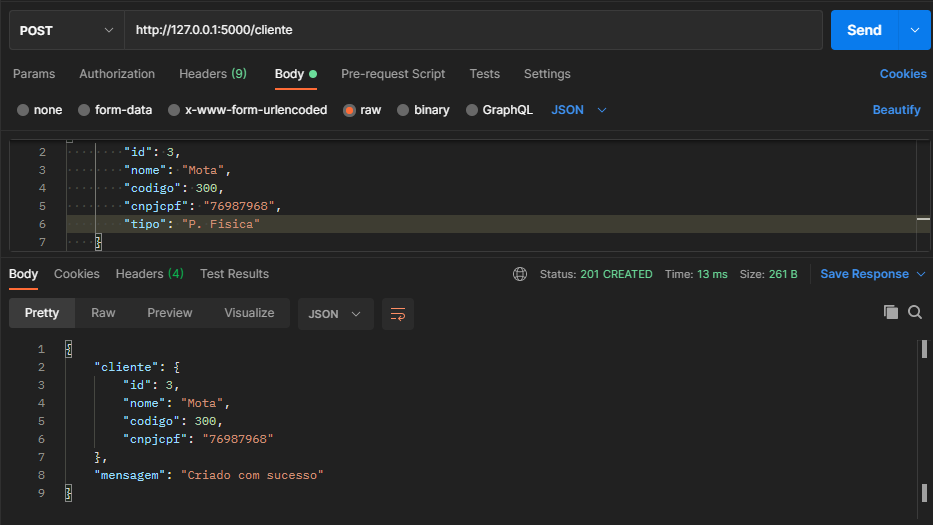 POST http://127.0.0.1:5000/cliente Send
Params Authorization Headers (9) Body Pre-request Script Tests Settings Cookies
none form-data x-www-form-urlencoded raw binary GraphQL JSON Beautify
2 "id": 3,
3 "nome": "Mota",
4 "codigo": 300,
5 "cnpjcpf": "76987968",
6 "tipo": "P. Fisica"
7 }
Body Cookies Headers (4) Test Results Status: 201 CREATED Time: 13 ms Size: 261 B Save Response
Pretty Raw Preview Visualize JSON
1 {
2 "cliente": {
3 "id": 3,
4 "nome": "Mota",
5 "codigo": 300,
6 "cnpjcpf": "76987968"
7 },
8 "mensagem": "Criado com sucesso"
9 }